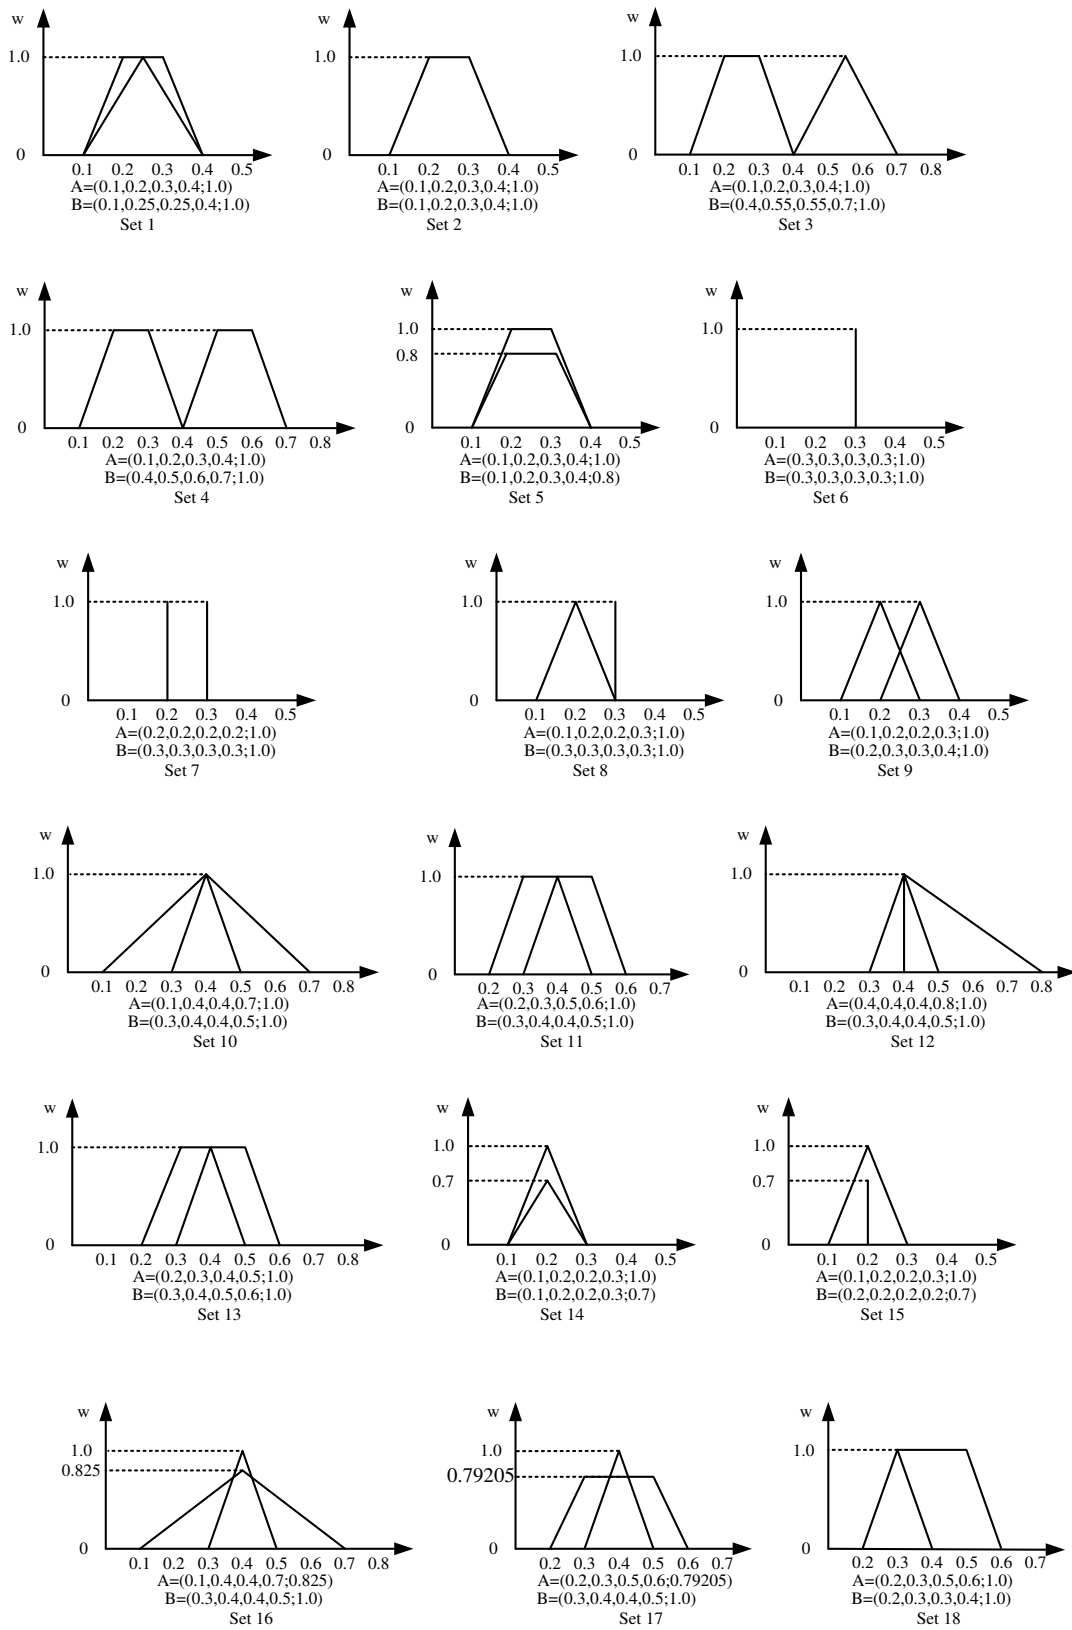 w
1.0
0
0.1 0.2 0.3 0.4 0.5
A=(0.1,0.2,0.3,0.4;1.0)
B=(0.1,0.25,0.25,0.4;1.0)
Set 1
w
1.0
0
0.1 0.2 0.3 0.4 0.5
A=(0.1,0.2,0.3,0.4;1.0)
B=(0.1,0.2,0.3,0.4;1.0)
Set 2
w
1.0
0
0.1 0.2 0.3 0.4 0.5 0.6 0.7 0.8
A=(0.1,0.2,0.3,0.4;1.0)
B=(0.4,0.55,0.55,0.7;1.0)
Set 3
w
1.0
0
0.1 0.2 0.3 0.4 0.5 0.6 0.7 0.8
A=(0.1,0.2,0.3,0.4;1.0)
B=(0.4,0.5,0.6,0.7;1.0)
Set 4
w
1.0
0.8
0
0.1 0.2 0.3 0.4 0.5
A=(0.1,0.2,0.3,0.4;1.0)
B=(0.1,0.2,0.3,0.4;0.8)
Set 5
w
1.0
0
0.1 0.2 0.3 0.4 0.5
A=(0.3,0.3,0.3,0.3;1.0)
B=(0.3,0.3,0.3,0.3;1.0)
Set 6
w
1.0
0
0.1 0.2 0.3 0.4 0.5
A=(0.2,0.2,0.2,0.2;1.0)
B=(0.3,0.3,0.3,0.3;1.0)
Set 7
w
1.0
0
0.1 0.2 0.3 0.4 0.5
A=(0.1,0.2,0.2,0.3;1.0)
B=(0.3,0.3,0.3,0.3;1.0)
Set 8
w
1.0
0
0.1 0.2 0.3 0.4 0.5
A=(0.1,0.2,0.2,0.3;1.0)
B=(0.2,0.3,0.3,0.4;1.0)
Set 9
w
1.0
0
0.1 0.2 0.3 0.4 0.5 0.6 0.7 0.8
A=(0.1,0.4,0.4,0.7;1.0)
B=(0.3,0.4,0.4,0.5;1.0)
Set 10
w
1.0
0
0.2 0.3 0.4 0.5 0.6 0.7
A=(0.2,0.3,0.5,0.6;1.0)
B=(0.3,0.4,0.4,0.5;1.0)
Set 11
w
1.0
0
0.1 0.2 0.3 0.4 0.5 0.6 0.7 0.8
A=(0.4,0.4,0.4,0.8;1.0)
B=(0.3,0.4,0.4,0.5;1.0)
Set 12
w
1.0
0
0.1 0.2 0.3 0.4 0.5 0.6 0.7 0.8
A=(0.2,0.3,0.4,0.5;1.0)
B=(0.3,0.4,0.5,0.6;1.0)
Set 13
w
1.0
0.7
0
0.1 0.2 0.3 0.4 0.5
A=(0.1,0.2,0.2,0.3;1.0)
B=(0.1,0.2,0.2,0.3;0.7)
Set 14
w
1.0
0.7
0
0.1 0.2 0.3 0.4 0.5
A=(0.1,0.2,0.2,0.3;1.0)
B=(0.2,0.2,0.2,0.2;0.7)
Set 15
w
1.0
0.825
0
0.1 0.2 0.3 0.4 0.5 0.6 0.7 0.8
A=(0.1,0.4,0.4,0.7;0.825)
B=(0.3,0.4,0.4,0.5;1.0)
Set 16
w
1.0
0.79205
0
0.2 0.3 0.4 0.5 0.6 0.7
A=(0.2,0.3,0.5,0.6;0.79205)
B=(0.3,0.4,0.4,0.5;1.0)
Set 17
w
1.0
0
0.2 0.3 0.4 0.5 0.6 0.7
A=(0.2,0.3,0.5,0.6;1.0)
B=(0.2,0.3,0.3,0.4;1.0)
Set 18